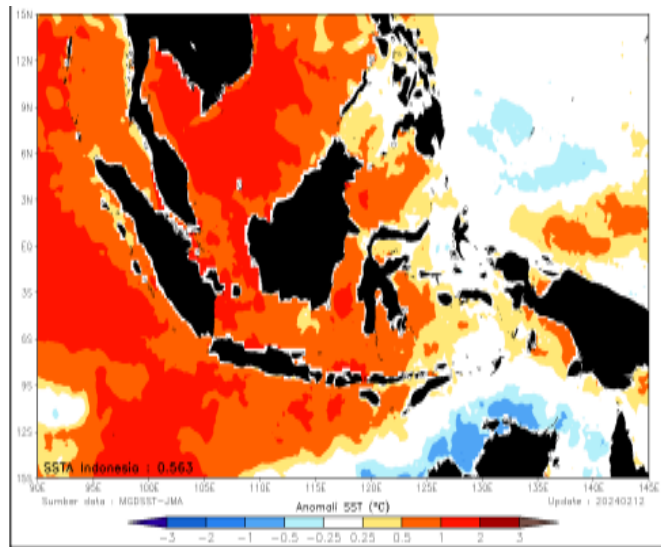 15N
12N
9N
6N
3N
EQ
3S
6S
9S
12S
15S
SSTA Indonesia : 0.563
90E 95E 100E 105E 110E 115E 120E 125E 130E 135E 140E 145E
Sumber data : MGDSST-JMA Anomali SST (°C) Update : 20240212
-3 -2 -1 -0.5 -0.25 0.25 0.5 1 2 3